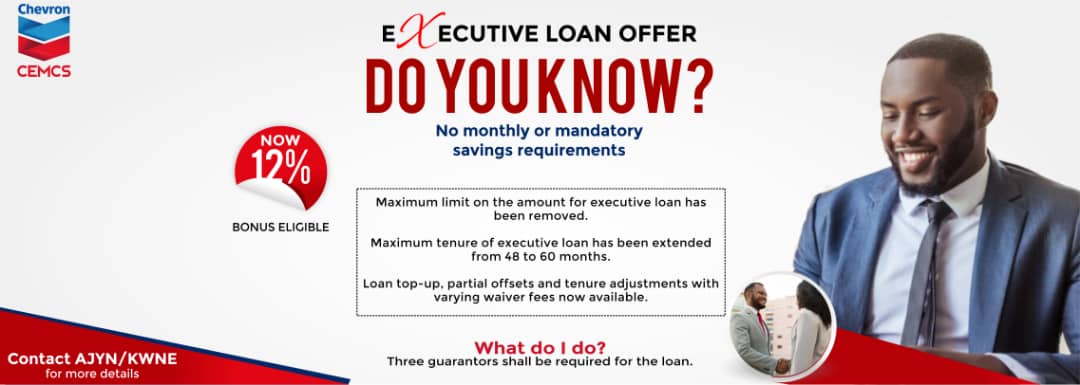 Chevron
CEMCS
EXECUTIVE LOAN OFFER
DO YOU KNOW?
No monthly or mandatory
savings requirements
NOW
12%
BONUS ELIGIBLE
Maximum limit on the amount for executive loan has
been removed.
Maximum tenure of executive loan has been extended
from 48 to 60 months.
Loan top-up, partial offsets and tenure adjustments with
varying waiver fees now available.
What do I do?
Three guarantors shall be required for the loan.
Contact AJYN/KWNE
for more details